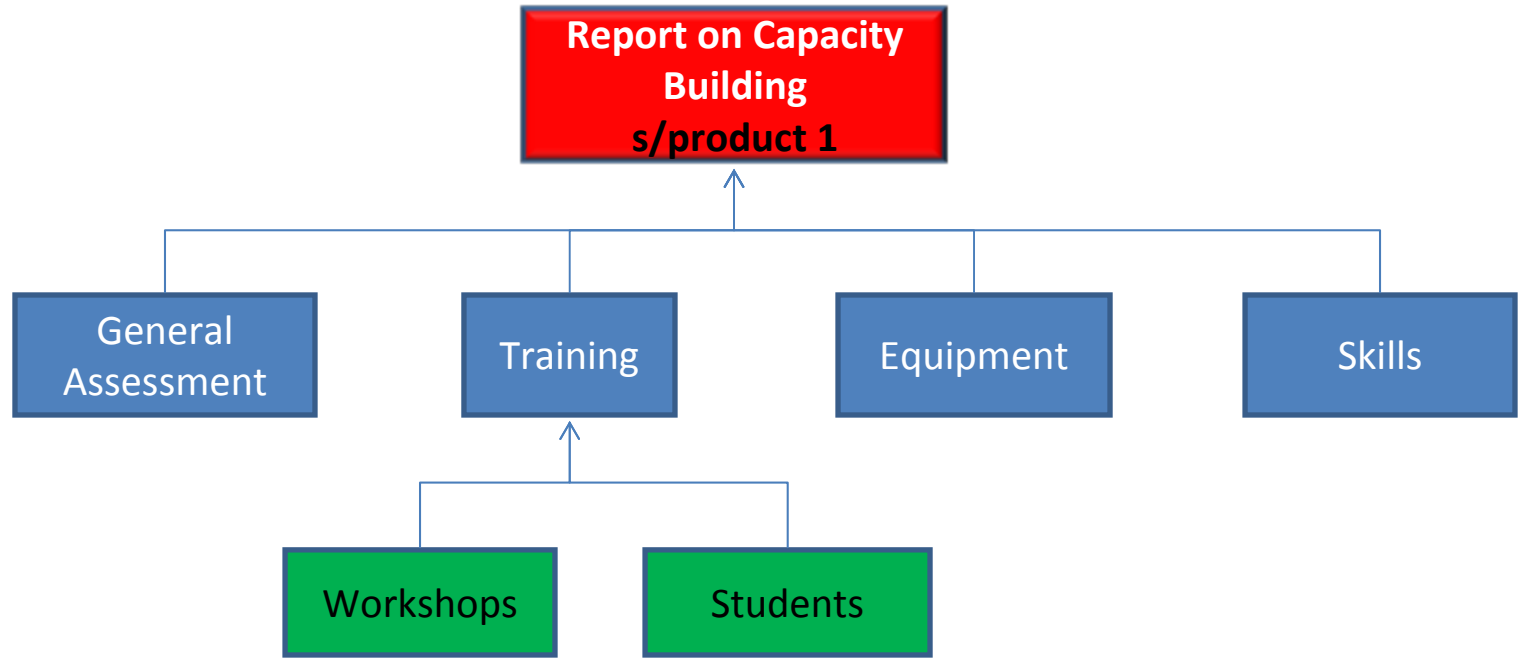 Report on Capacity
Building
s/product 1
General
Assessment
Training
Equipment
Skills
Workshops
Students